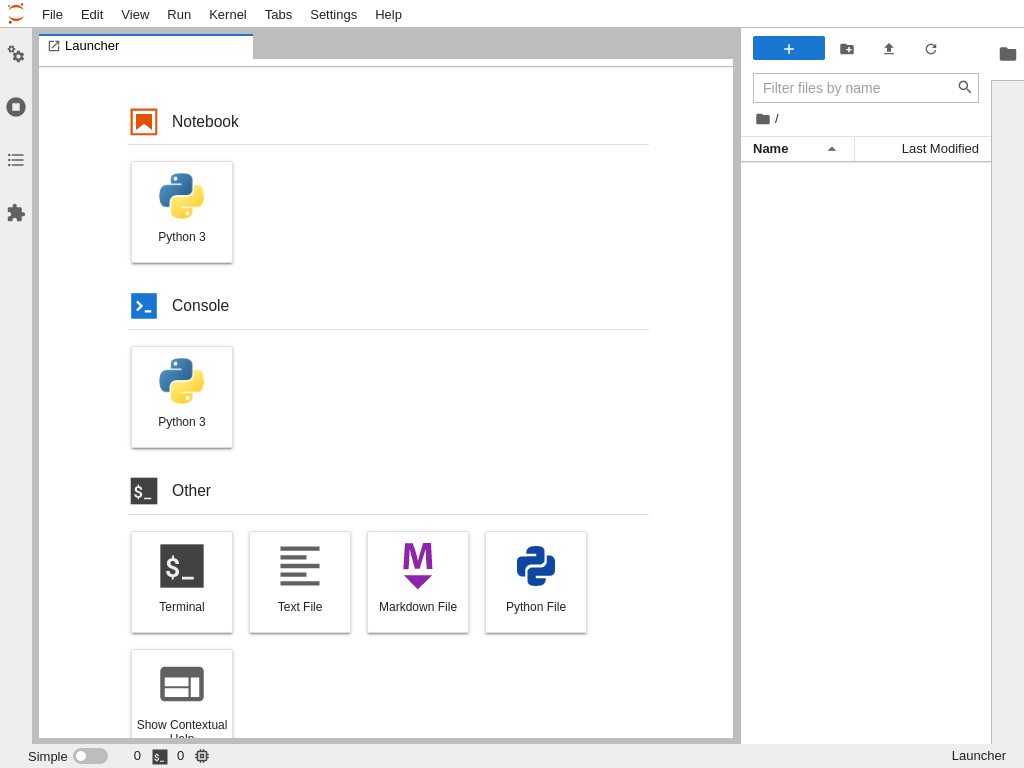 File Edit View Run Kernel Tabs Settings Help
Launcher
Filter files by name
/
Name Last Modified
Notebook
Python 3
Console
Python 3
$_ Other
$_
M
Terminal Text File Markdown File Python File
Show Contextual
Help
Simple 0 $_ 0 Launcher